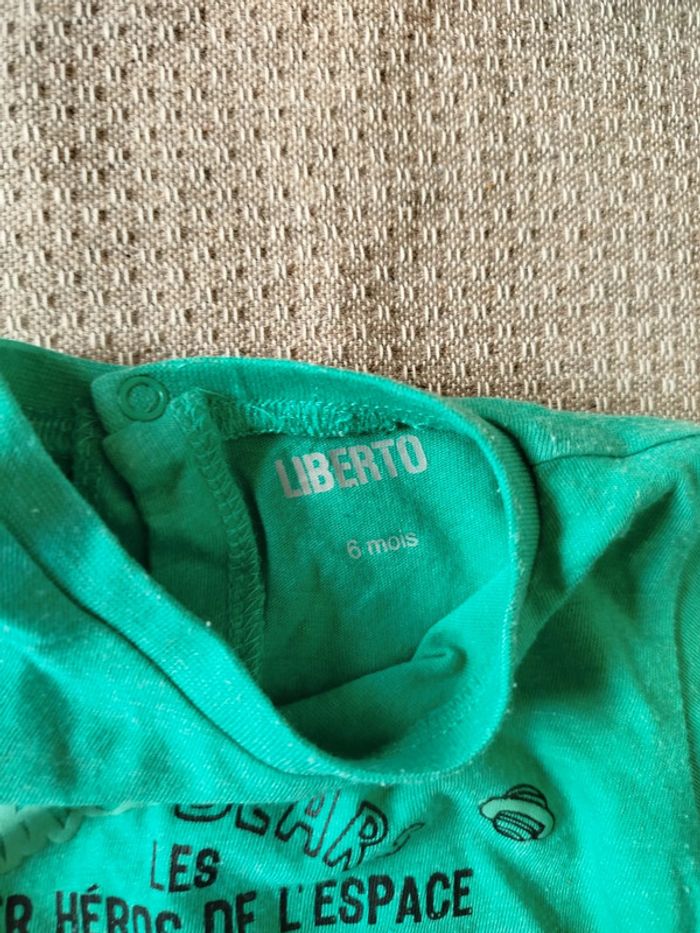 LIBERTO
6 mois
LES
HÉROS DE L'ESPACE